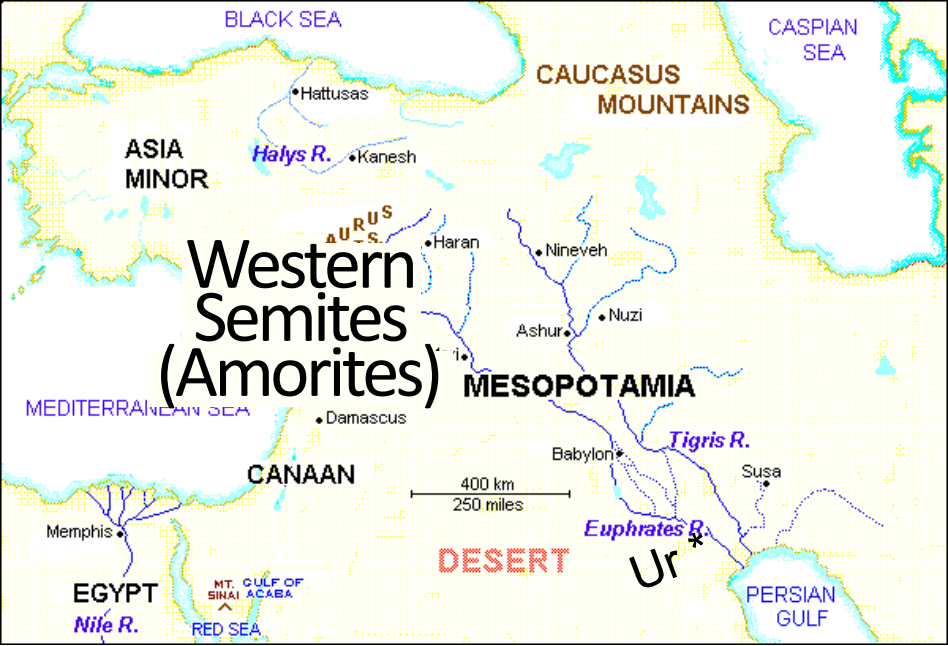 BLACK SEA
CASPIAN
SEA
CAUCASUS
MOUNTAINS
Hattusas
ASIA
MINOR
Halys R.
Kanesh
AURUS
Haran
Nineveh
Western
Semites
(Amorites)
Nuzi
Ashur
MESOPOTAMIA
MEDITERRANEAN SEA
Damascus
Tigris R.
Babylon
CANAAN
Susa
400 km
250 miles
Memphis
Euphrates R.
Ur *
DESERT
MT.
SINAI
GULF OF
ACABA
EGYPT
PERSIAN
GULF
Nile R.
RED SEA